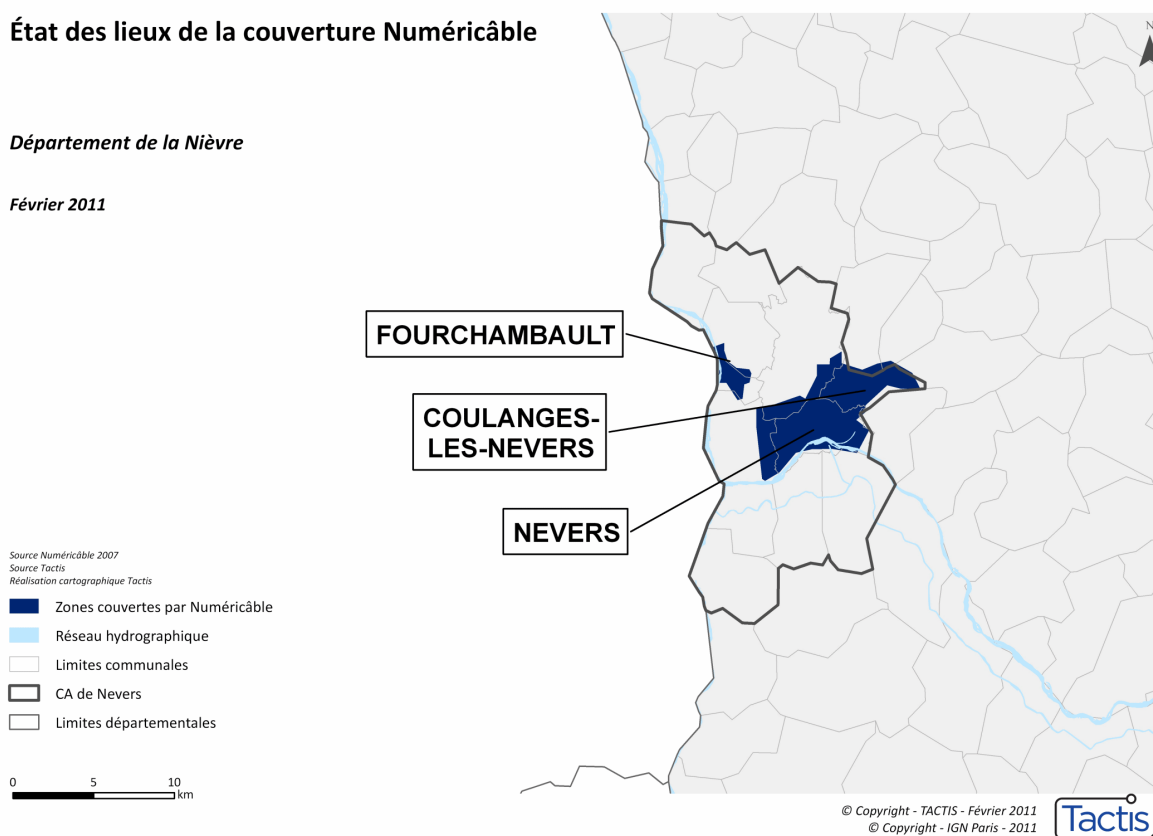 État des lieux de la couverture Numéricâble
Département de la Nièvre
Février 2011
N
FOURCHAMBAULT
COULANGES-
LES-NEVERS
NEVERS
Source Numéricâble 2007
Source Tactis
Réalisation cartographique Tactis
Zones couvertes par Numéricâble
Réseau hydrographique
Limites communales
CA de Nevers
Limites départementales
0 5 10
km
© Copyright - TACTIS - Février 2011
© Copyright - IGN Paris - 2011
Tactis